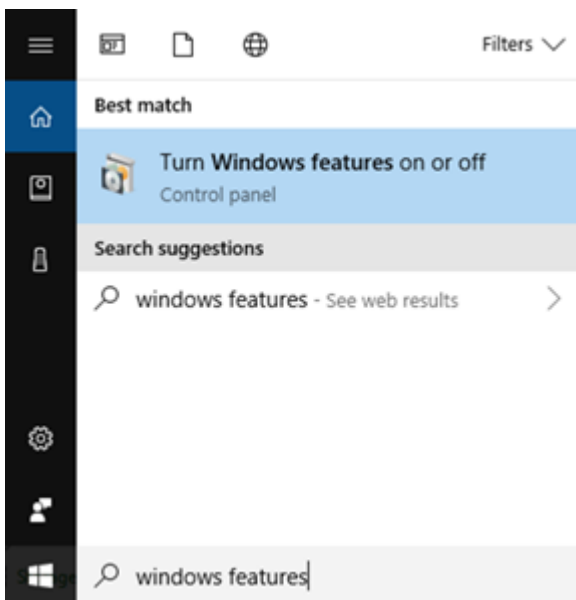 Filters
Best match
Turn Windows features on or off
Control panel
Search suggestions
windows features - See web results
windows features